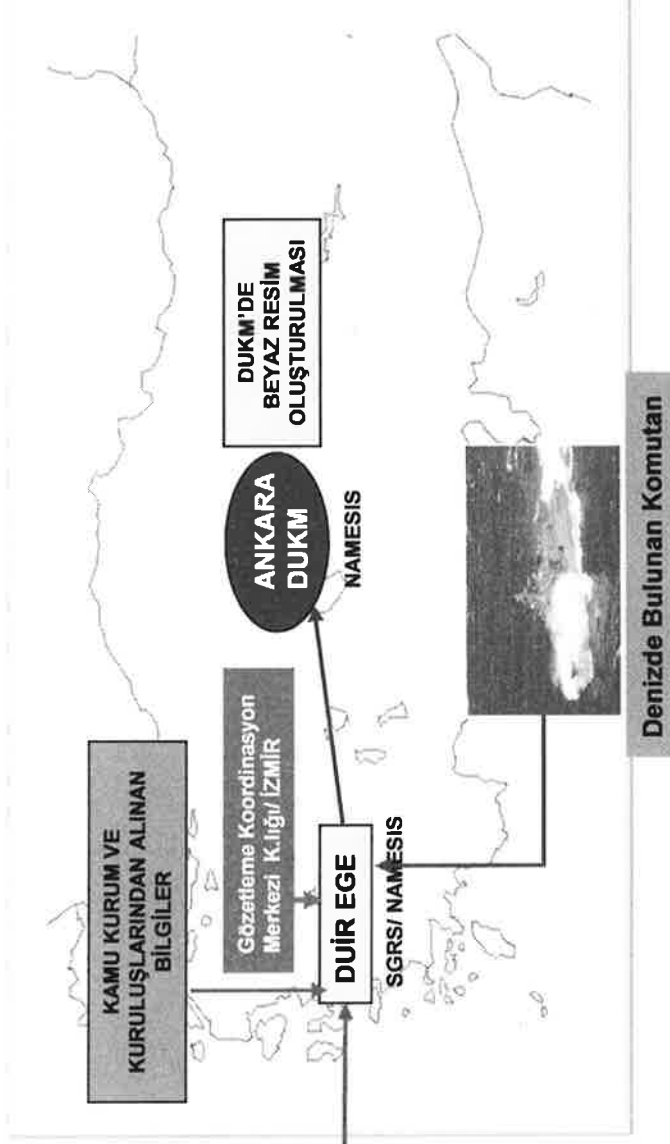 KAMU KURUM VE
KURULUŞLARINDAN ALINAN
BİLGİLER
Gözetleme Koordinasyon
Merkezi K.lığı/ İZMİR
DUİR EGE
SGRS/ NAMESIS
ANKARA
DUKM
NAMESIS
DUKM'DE
BEYAZ RESİM
OLUŞTURULMASI
Denizde Bulunan Komutan